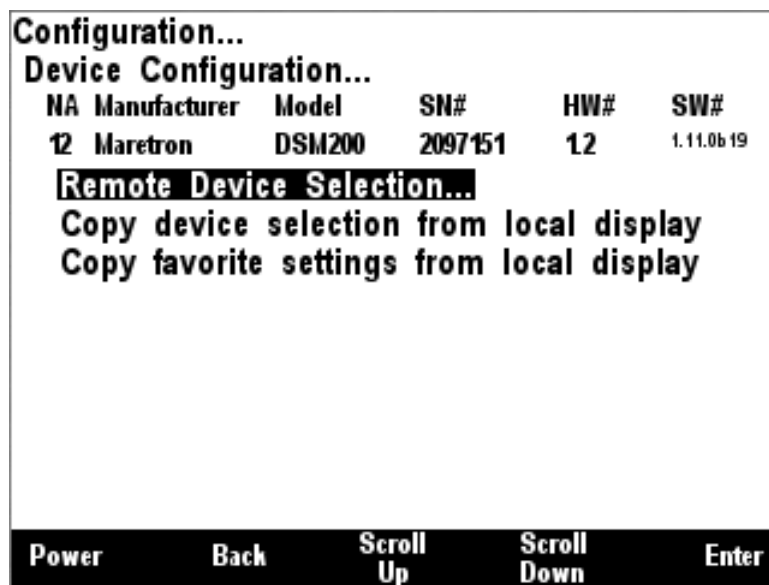 Configuration...
Device Configuration...
NA Manufacturer Model SN# HW# SW#
12 Maretron DSM200 2097151 1.2 1.11.0b19
Remote Device Selection...
Copy device selection from local display
Copy favorite settings from local display
Power Back Scroll Up Scroll Down Enter